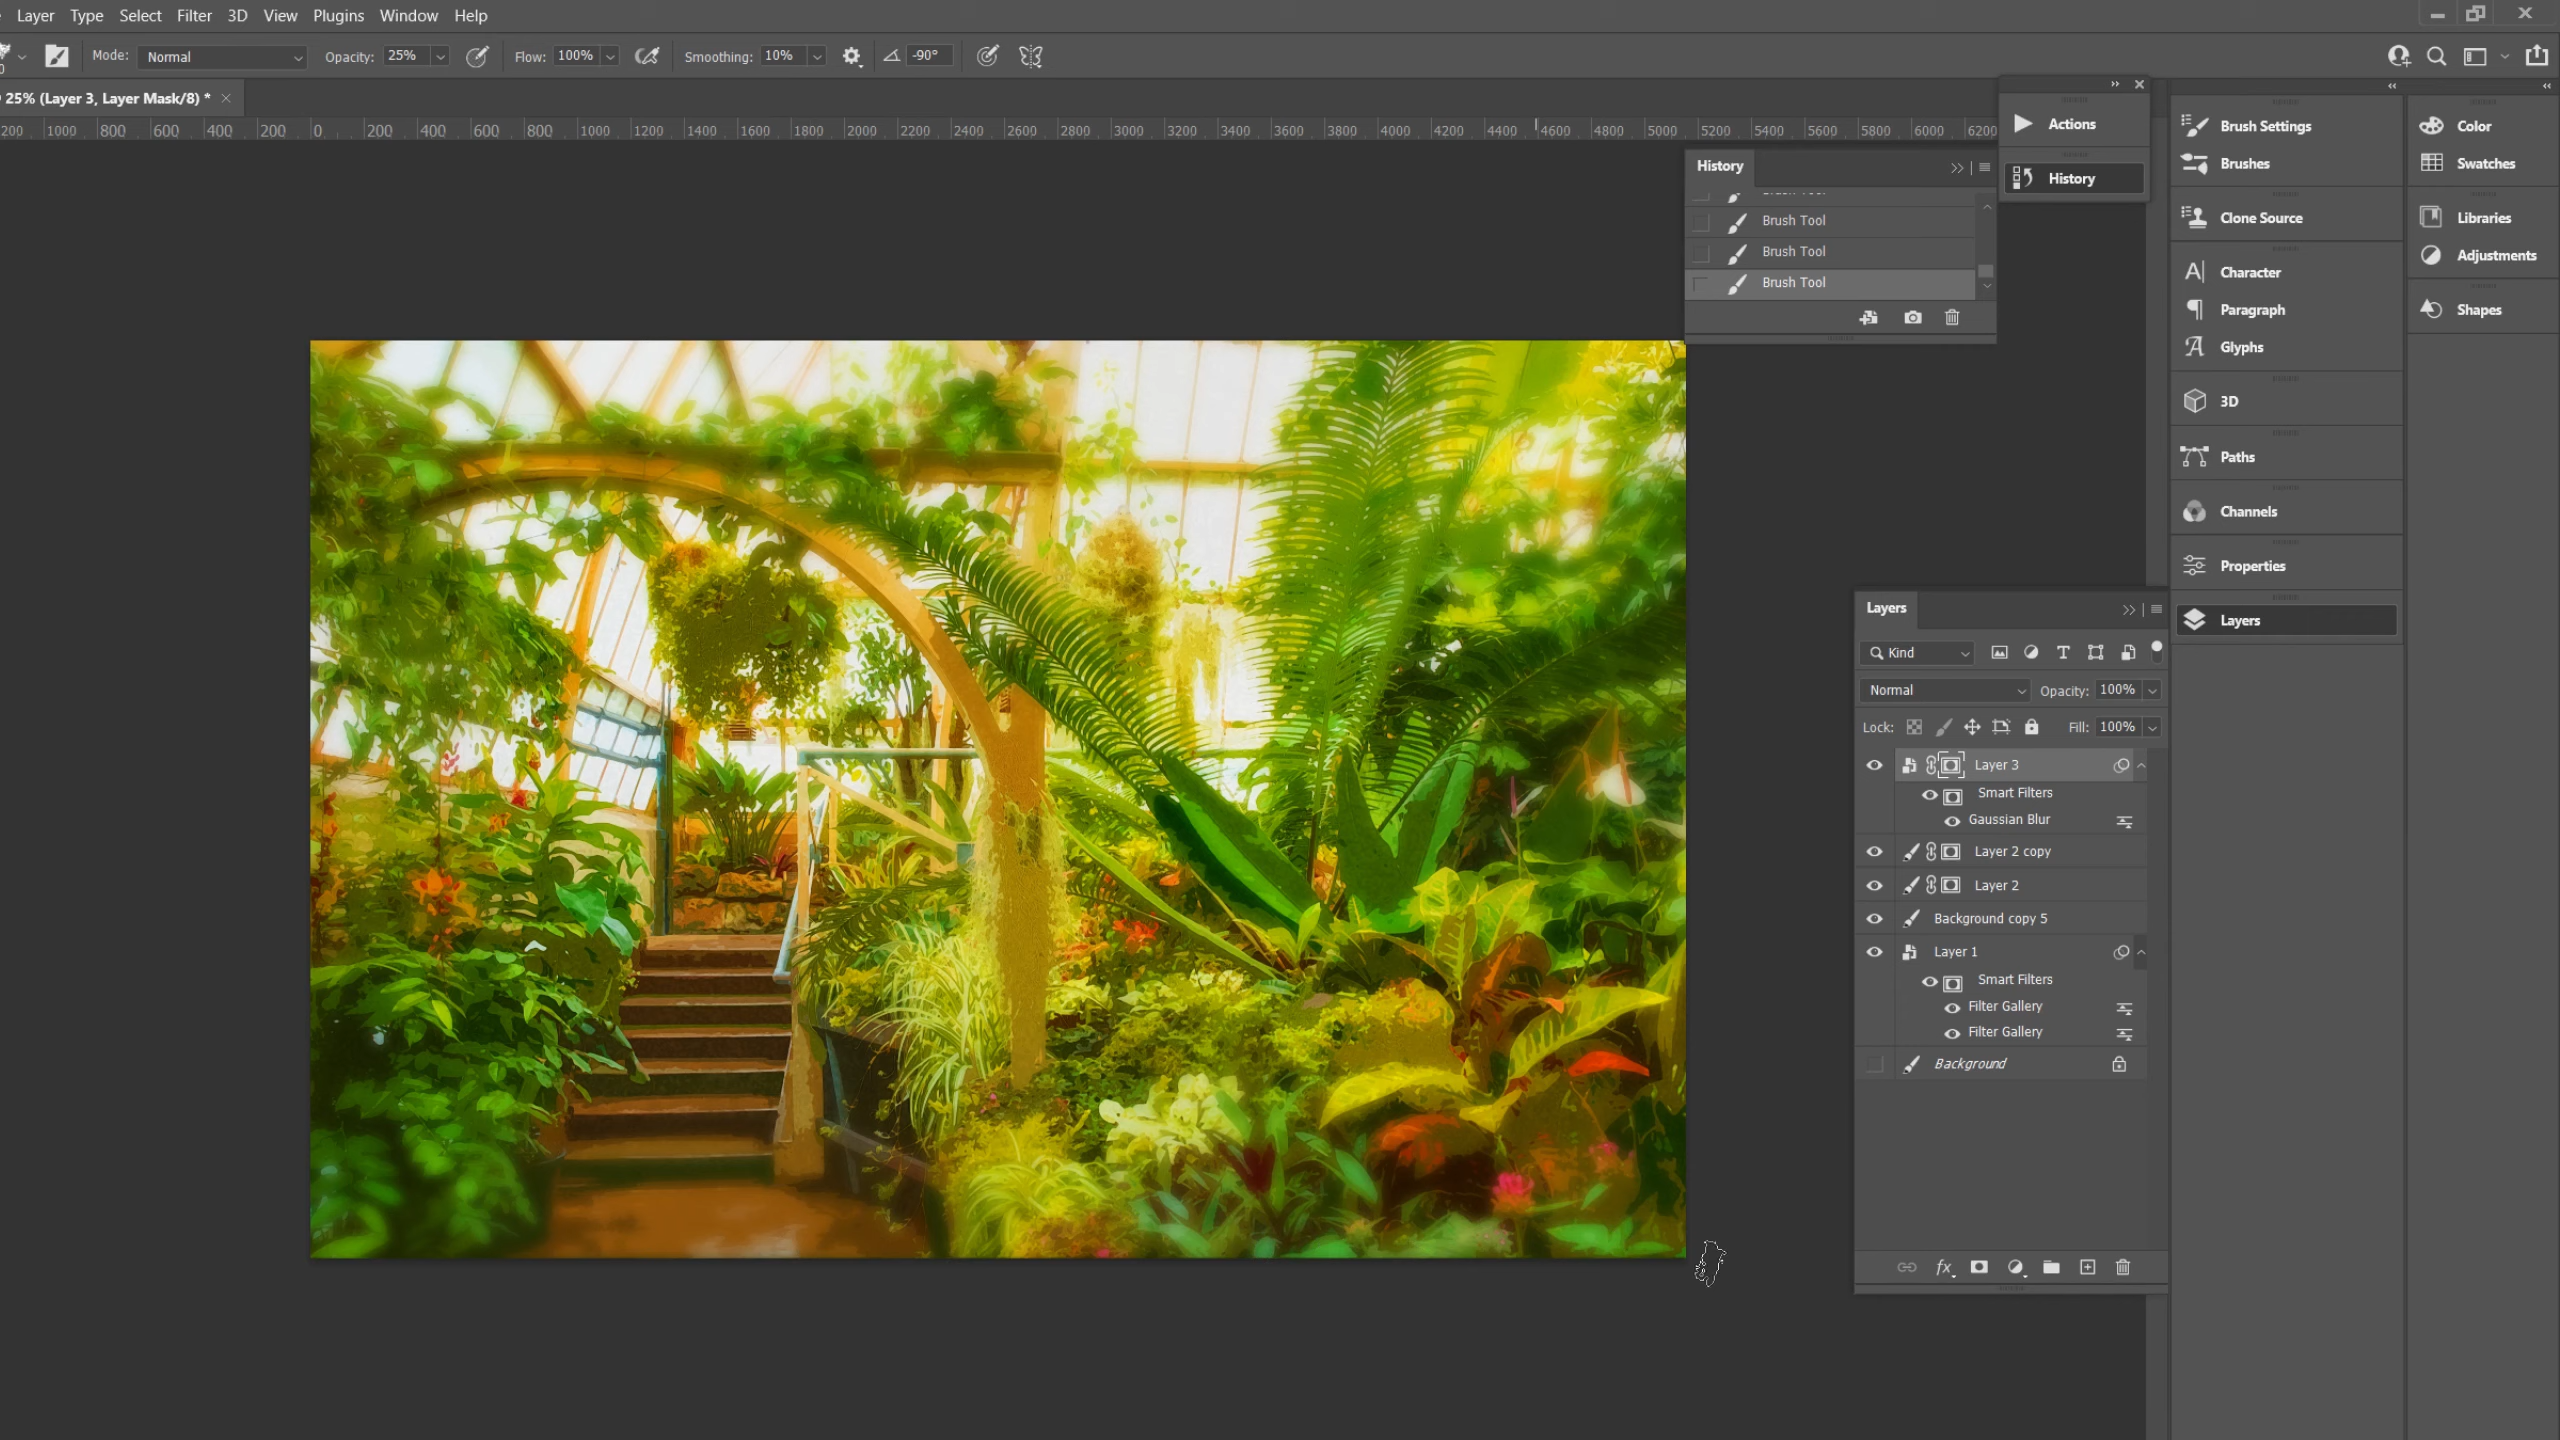 Layer Type Select Filter 3D View Plugins Window Help
Mode: Normal Opacity: 25% Flow: 100% Smoothing: 10% -90°
25% (Layer 3, Layer Mask/8) *
200 1000 800 600 400 200 0 200 400 600 800 1000 1200 1400 1600 1800 2000 2200 2400 2600 2800 3000 3200 3400 3600 3800 4000 4200 4400 4600 4800 5000 5200 5400 5600 5800 6000 6200
Actions
History
History
Brush Tool
Brush Tool
Brush Tool
Brush Tool
Brush Settings
Brushes
Clone Source
Character
Paragraph
Glyphs
3D
Paths
Channels
Properties
Layers
Color
Swatches
Libraries
Adjustments
Shapes
Layers
Kind
Normal Opacity: 100%
Lock: Fill: 100%
Layer 3
Smart Filters
Gaussian Blur
Layer 2 copy
Layer 2
Background copy 5
Layer 1
Smart Filters
Filter Gallery
Filter Gallery
Background
fx